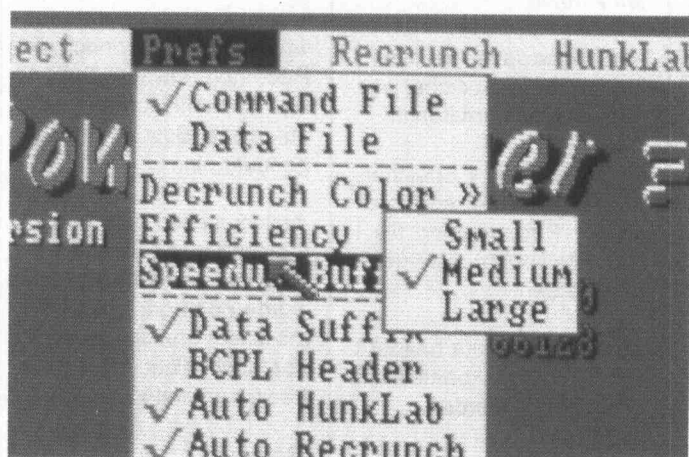 ect Prefs Recrunch HunkLab
✓Command File
Data File
Decrunch Color »
rsion Efficiency Small
Speedup Buff ✓Medium
Large
✓Data Suffix
BCPL Header
✓Auto HunkLab
✓Auto Recrunch